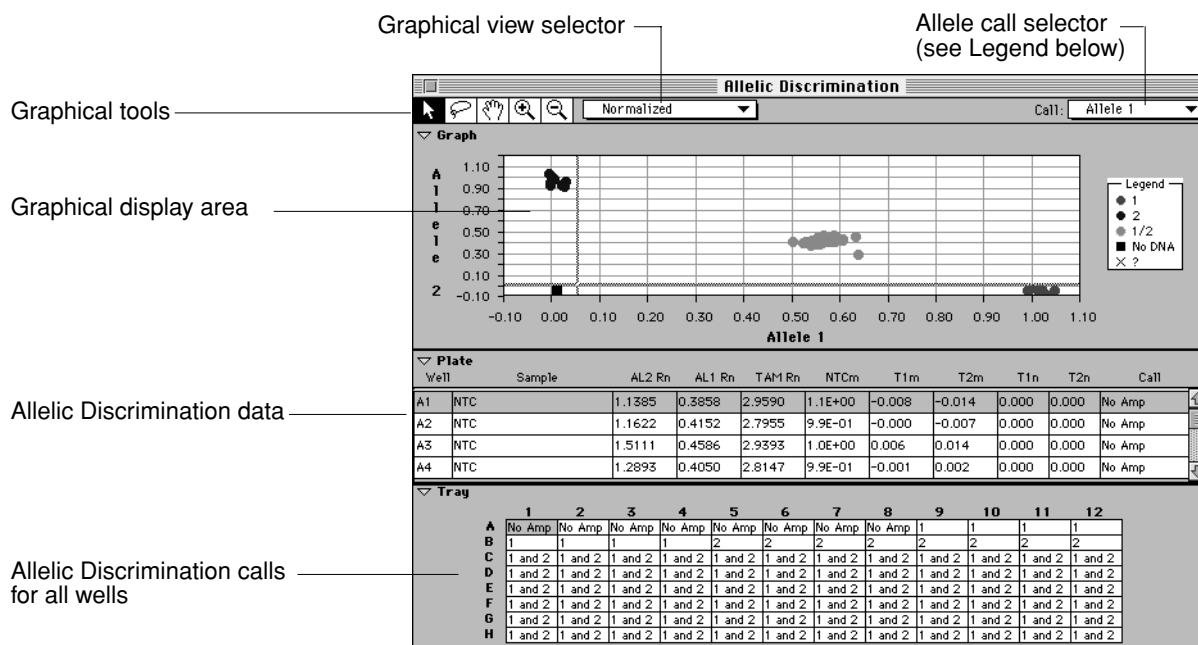 Graphical view selector
Allele call selector
(see Legend below)
Allelic Discrimination
Graphical tools
Normalized
Call: Allele 1
Graph
Graphical display area
Allele 2
1.10
0.90
0.70
0.50
0.30
0.10
-0.10
-0.10 0.00 0.10 0.20 0.30 0.40 0.50 0.60 0.70 0.80 0.90 1.00 1.10
Allele 1
Legend
1
2
1/2
No DNA
?
Allelic Discrimination data
Plate
Well Sample AL2 Rn AL1 Rn TAM Rn NTCm T1m T2m T1n T2n Call
A1 NTC 1.1385 0.3858 2.9590 1.1E+00 -0.008 -0.014 0.000 0.000 No Amp
A2 NTC 1.1622 0.4152 2.7955 9.9E-01 -0.000 -0.007 0.000 0.000 No Amp
A3 NTC 1.5111 0.4586 2.9393 1.0E+00 0.006 0.014 0.000 0.000 No Amp
A4 NTC 1.2893 0.4050 2.8147 9.9E-01 -0.001 0.002 0.000 0.000 No Amp
Allelic Discrimination calls
for all wells
Tray
1 2 3 4 5 6 7 8 9 10 11 12
A No Amp No Amp No Amp No Amp No Amp No Amp No Amp No Amp 1 1 1 1
B 1 1 1 1 2 2 2 2 2 2 2 2
C 1 and 2 1 and 2 1 and 2 1 and 2 1 and 2 1 and 2 1 and 2 1 and 2 1 and 2 1 and 2 1 and 2 1 and 2
D 1 and 2 1 and 2 1 and 2 1 and 2 1 and 2 1 and 2 1 and 2 1 and 2 1 and 2 1 and 2 1 and 2 1 and 2
E 1 and 2 1 and 2 1 and 2 1 and 2 1 and 2 1 and 2 1 and 2 1 and 2 1 and 2 1 and 2 1 and 2 1 and 2
F 1 and 2 1 and 2 1 and 2 1 and 2 1 and 2 1 and 2 1 and 2 1 and 2 1 and 2 1 and 2 1 and 2 1 and 2
G 1 and 2 1 and 2 1 and 2 1 and 2 1 and 2 1 and 2 1 and 2 1 and 2 1 and 2 1 and 2 1 and 2 1 and 2
H 1 and 2 1 and 2 1 and 2 1 and 2 1 and 2 1 and 2 1 and 2 1 and 2 1 and 2 1 and 2 1 and 2 1 and 2